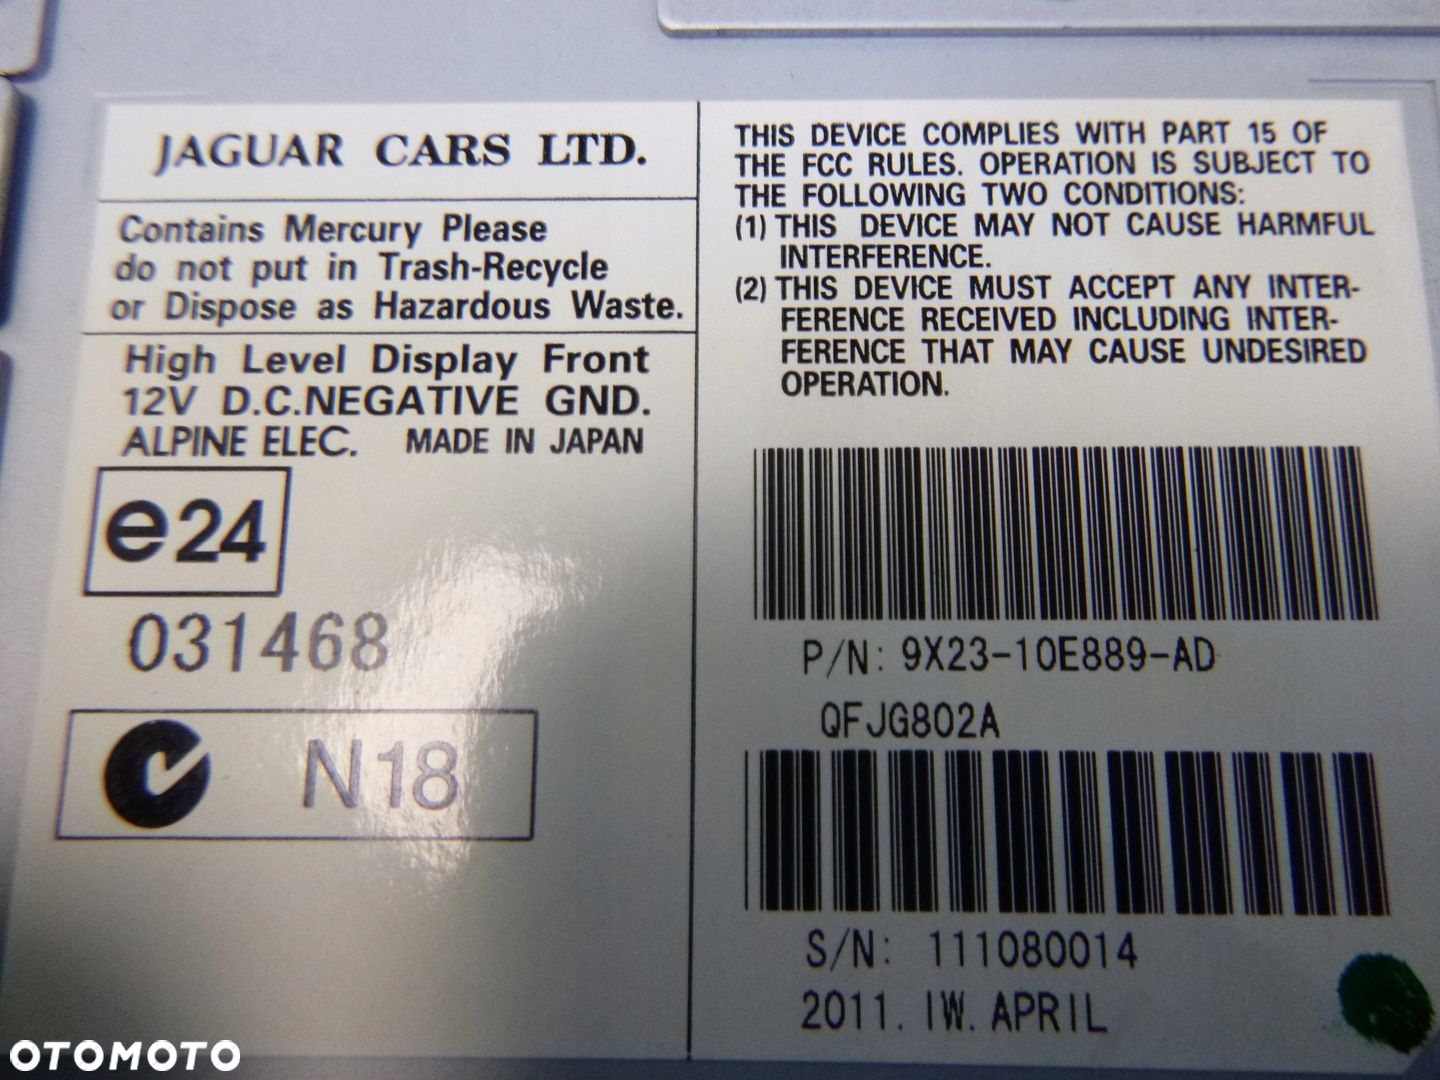 JAGUAR CARS LTD.
Contains Mercury Please
do not put in Trash-Recycle
or Dispose as Hazardous Waste.
High Level Display Front
12V D.C.NEGATIVE GND.
ALPINE ELEC. MADE IN JAPAN
e24
031468
N18
THIS DEVICE COMPLIES WITH PART 15 OF
THE FCC RULES. OPERATION IS SUBJECT TO
THE FOLLOWING TWO CONDITIONS:
(1) THIS DEVICE MAY NOT CAUSE HARMFUL
INTERFERENCE.
(2) THIS DEVICE MUST ACCEPT ANY INTER-
FERENCE RECEIVED INCLUDING INTER-
FERENCE THAT MAY CAUSE UNDESIRED
OPERATION.
P/N: 9X23-10E889-AD
QFJG802A
S/N: 111080014
2011. IW. APRIL
OTOMOTO